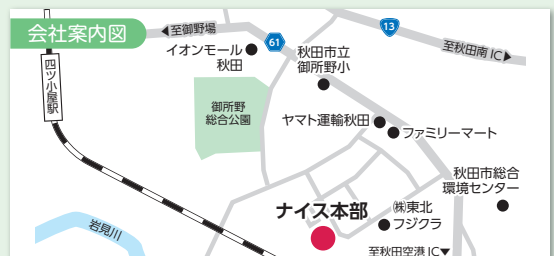 会社案内図
◀至御野場
イオンモール
秋田
61
13
秋田市立
御所野小
至秋田南IC▶
四ツ小屋駅
御所野
総合公園
ヤマト運輸秋田
ファミリーマート
秋田市総合
環境センター
ナイス本部
㈱東北
フジクラ
岩見川
至秋田空港IC▼